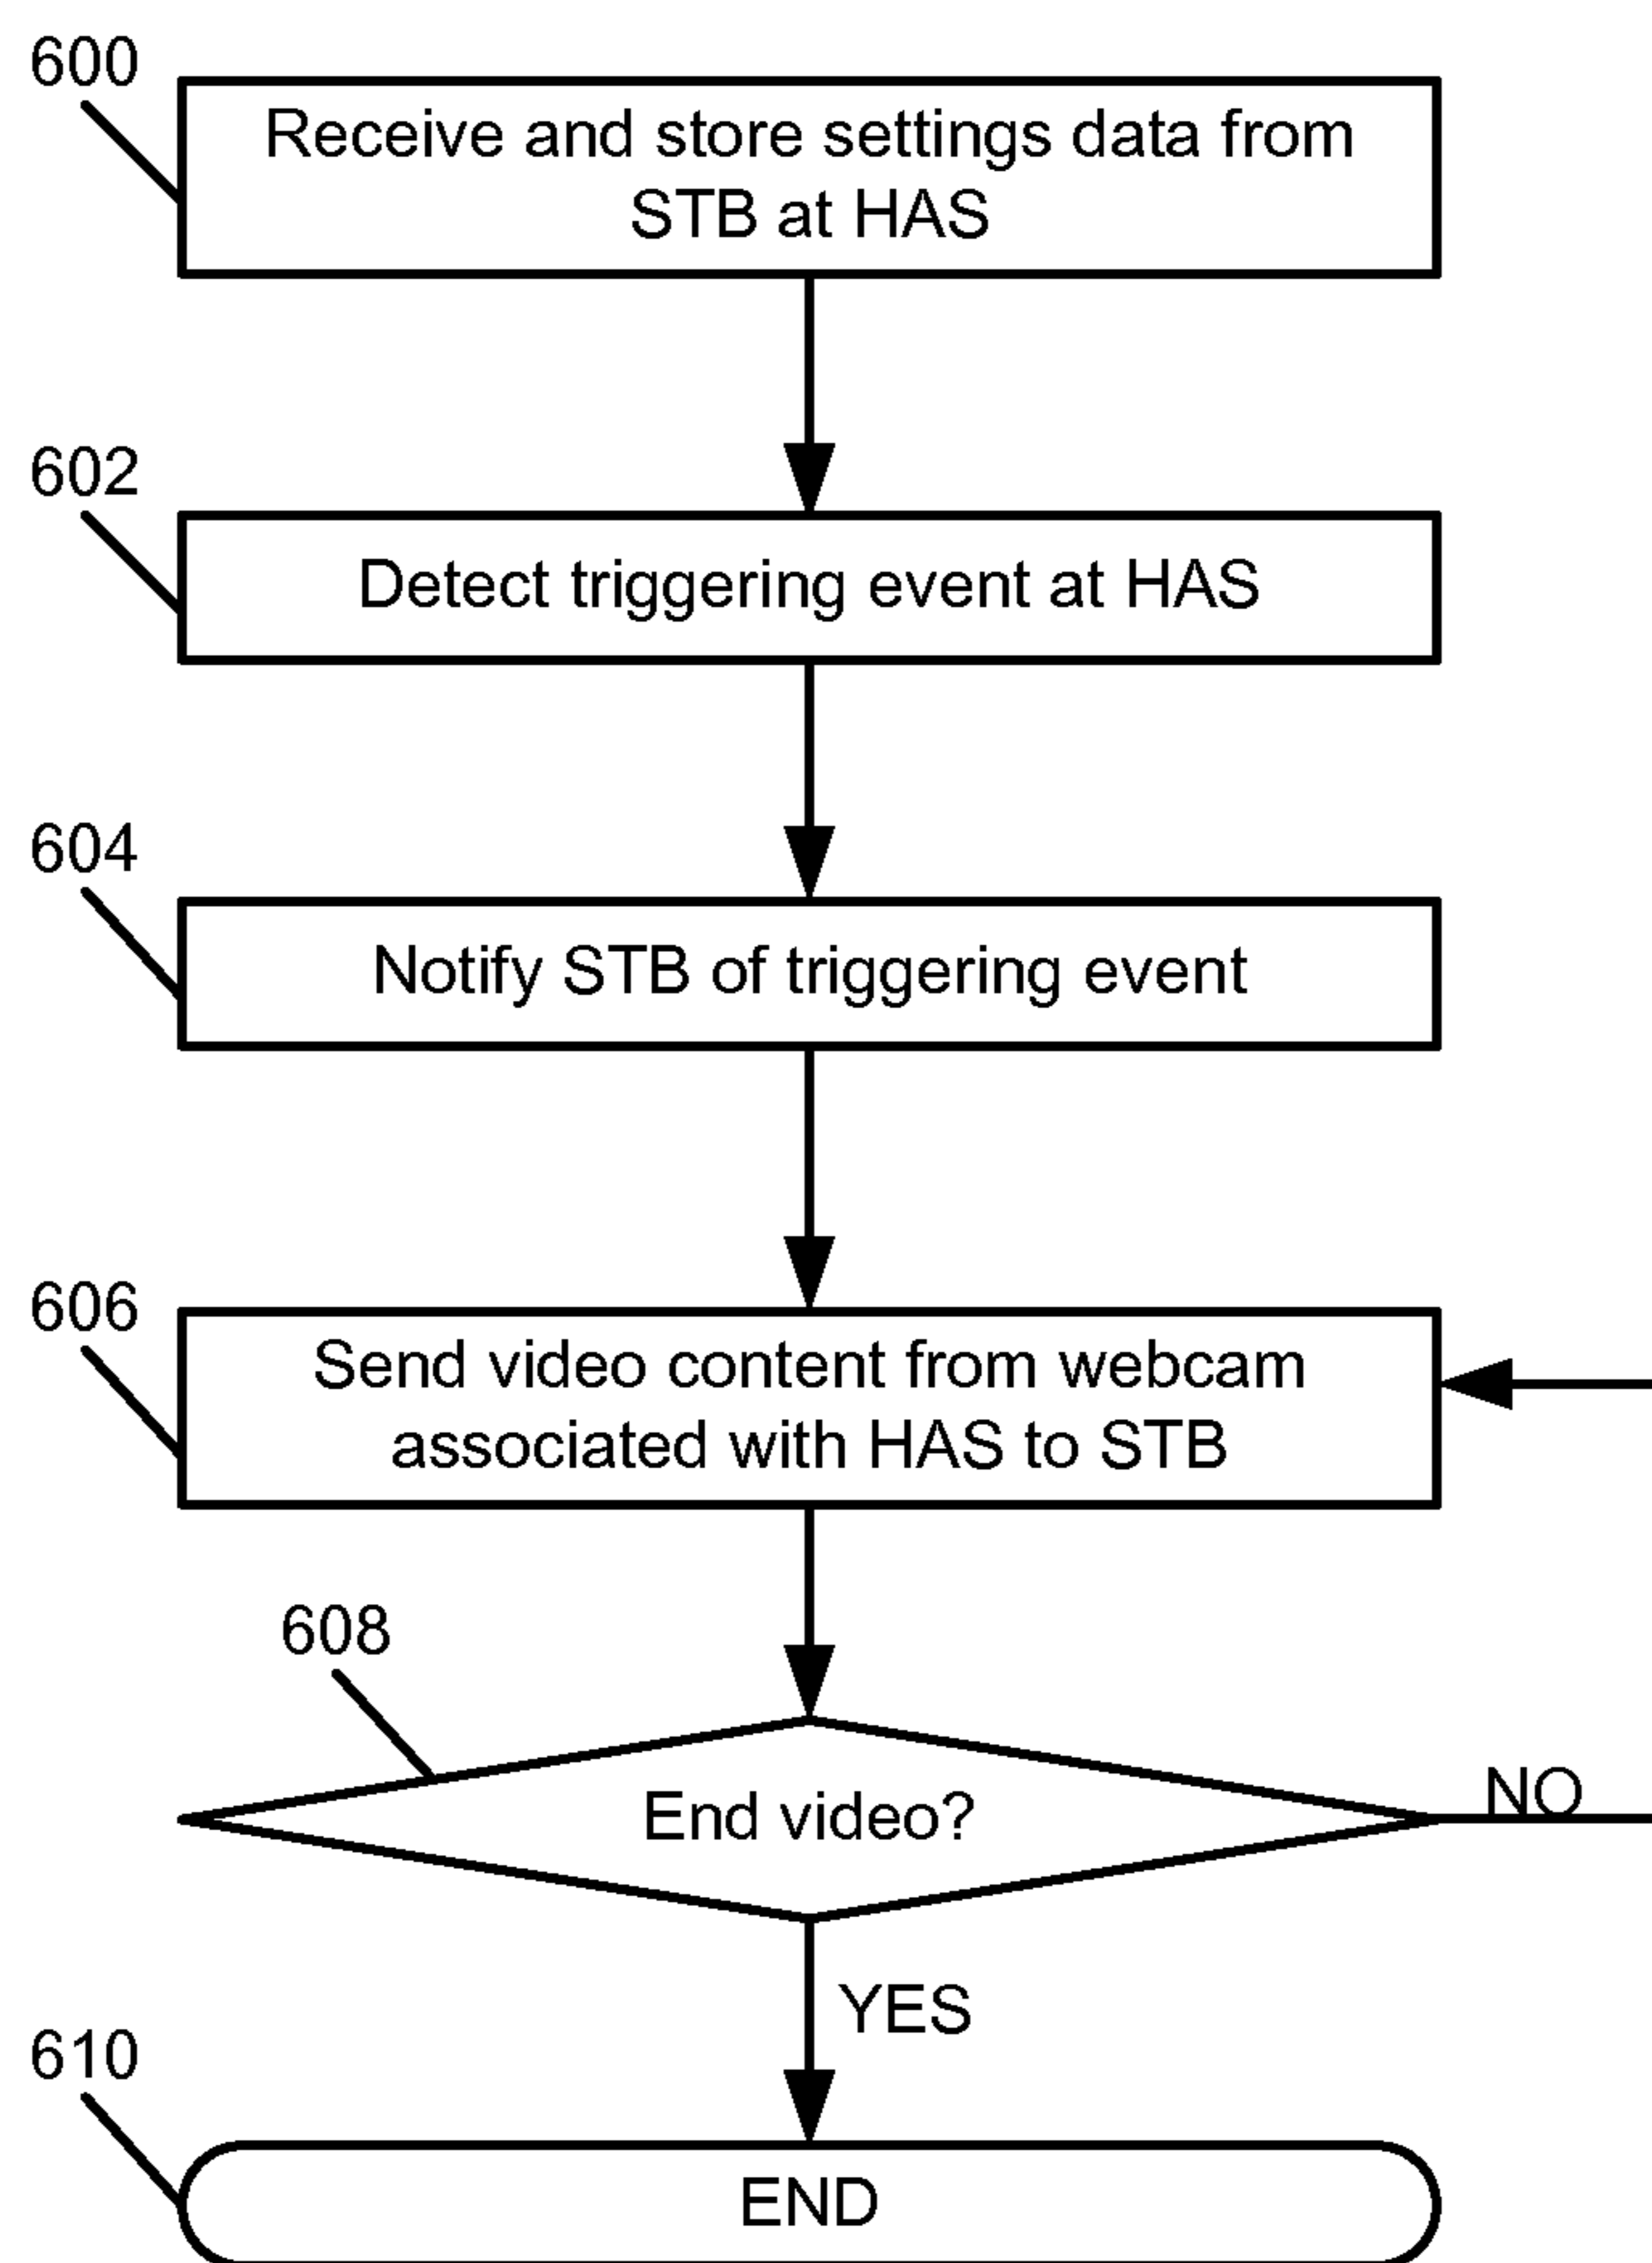 600
Receive and store settings data from
STB at HAS
602
Detect triggering event at HAS
604
Notify STB of triggering event
606
Send video content from webcam
associated with HAS to STB
608
End video?
NO
YES
610
END